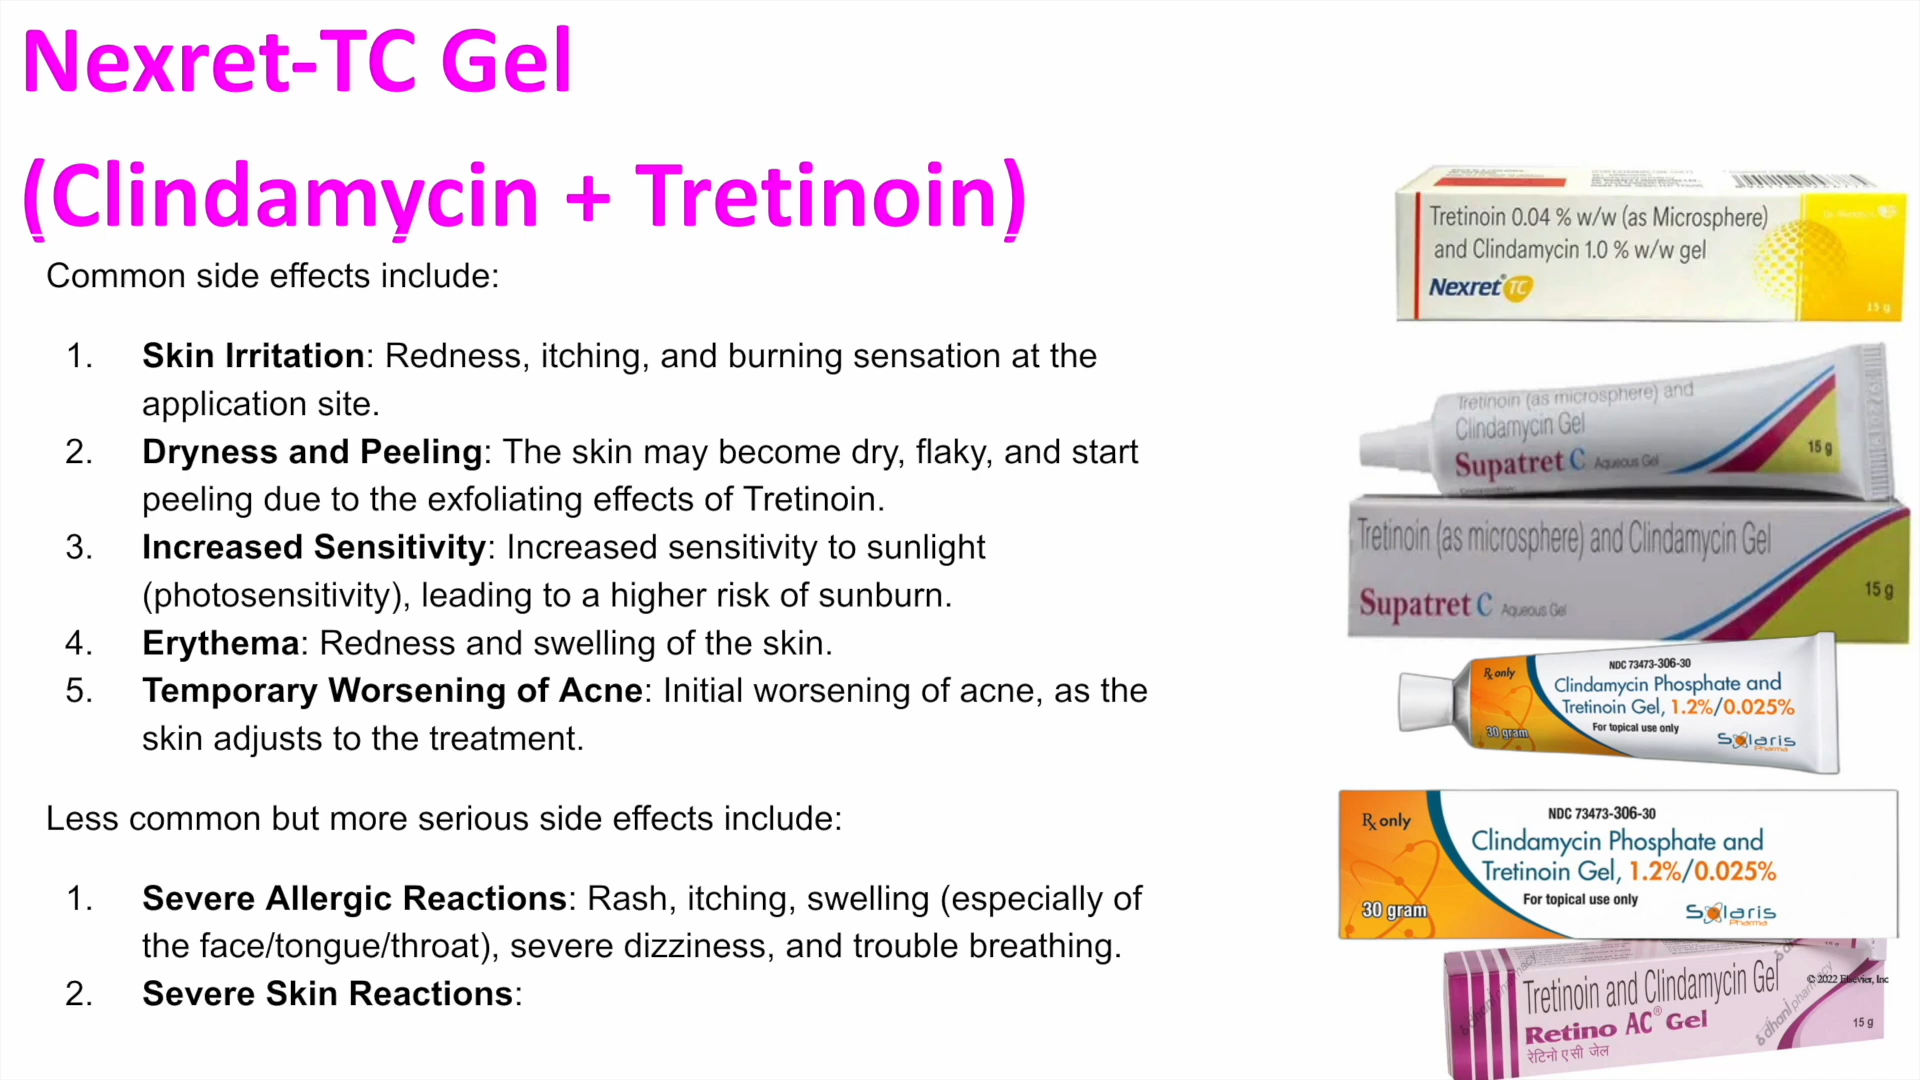 Nexret-TC Gel
(Clindamycin + Tretinoin)
Common side effects include:
1. Skin Irritation: Redness, itching, and burning sensation at the
application site.
2. Dryness and Peeling: The skin may become dry, flaky, and start
peeling due to the exfoliating effects of Tretinoin.
3. Increased Sensitivity: Increased sensitivity to sunlight
(photosensitivity), leading to a higher risk of sunburn.
4. Erythema: Redness and swelling of the skin.
5. Temporary Worsening of Acne: Initial worsening of acne, as the
skin adjusts to the treatment.
Less common but more serious side effects include:
1. Severe Allergic Reactions: Rash, itching, swelling (especially of
the face/tongue/throat), severe dizziness, and trouble breathing.
2. Severe Skin Reactions:
Tretinoin 0.04 % w/w (as Microsphere)
and Clindamycin 1.0 % w/w gel
Nexret® TC
15 g
Tretinoin (as microsphere) and
Clindamycin Gel
Supatret C Aqueous Gel
15 g
Tretinoin (as microsphere) and Clindamycin Gel
Supatret C Aqueous Gel
15 g
Rx only
NDC 73473-306-30
Clindamycin Phosphate and
Tretinoin Gel, 1.2%/0.025%
For topical use only
30 gram
Solaris
Pharma
Rx only
NDC 73473-306-30
Clindamycin Phosphate and
Tretinoin Gel, 1.2%/0.025%
For topical use only
30 gram
Solaris
Pharma
Tretinoin and Clindamycin Gel
Retino AC® Gel
रेटिनो ए सी जेल
15 g
© 2022 Elsevier, Inc
dhani pharmacy